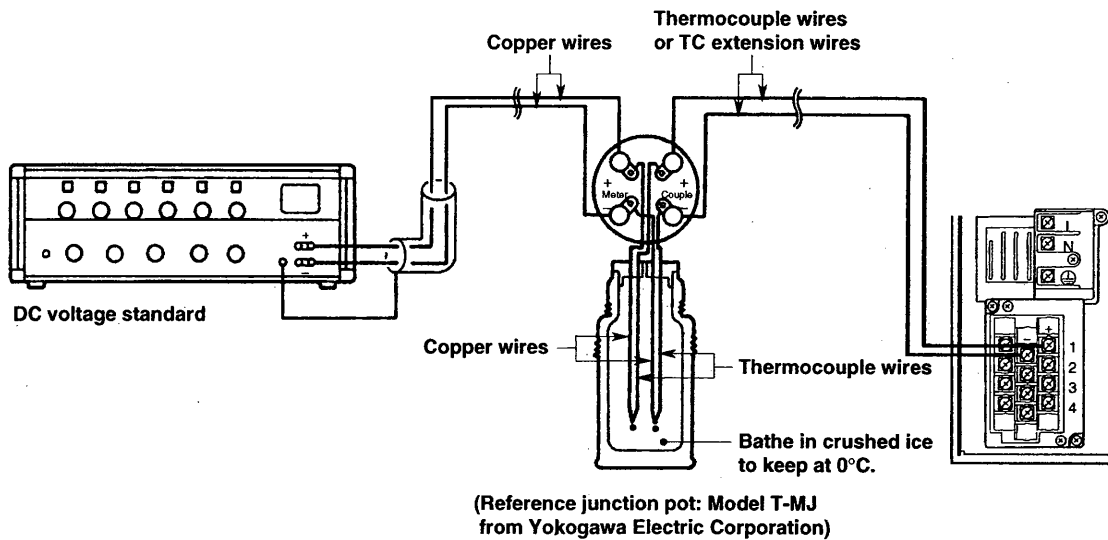 Thermocouple wires
or TC extension wires
Copper wires
+ Meter −
+ Couple −
L
N
+
−
DC voltage standard
− +
1
2
3
4
Copper wires
Thermocouple wires
Bathe in crushed ice
to keep at 0°C.
(Reference junction pot: Model T-MJ
from Yokogawa Electric Corporation)